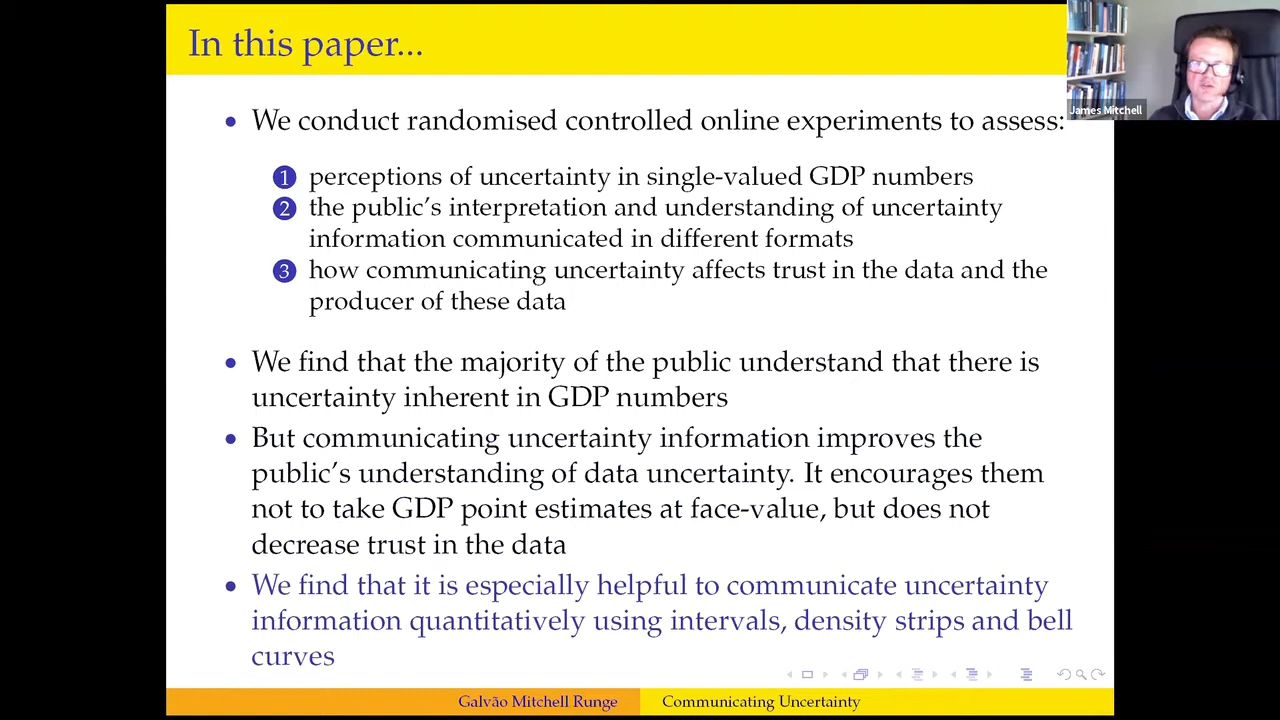 In this paper...
James Mitchell
• We conduct randomised controlled online experiments to assess:
1 perceptions of uncertainty in single-valued GDP numbers
2 the public's interpretation and understanding of uncertainty
information communicated in different formats
3 how communicating uncertainty affects trust in the data and the
producer of these data
• We find that the majority of the public understand that there is
uncertainty inherent in GDP numbers
• But communicating uncertainty information improves the
public's understanding of data uncertainty. It encourages them
not to take GDP point estimates at face-value, but does not
decrease trust in the data
• We find that it is especially helpful to communicate uncertainty
information quantitatively using intervals, density strips and bell
curves
Galvão Mitchell Runge
Communicating Uncertainty